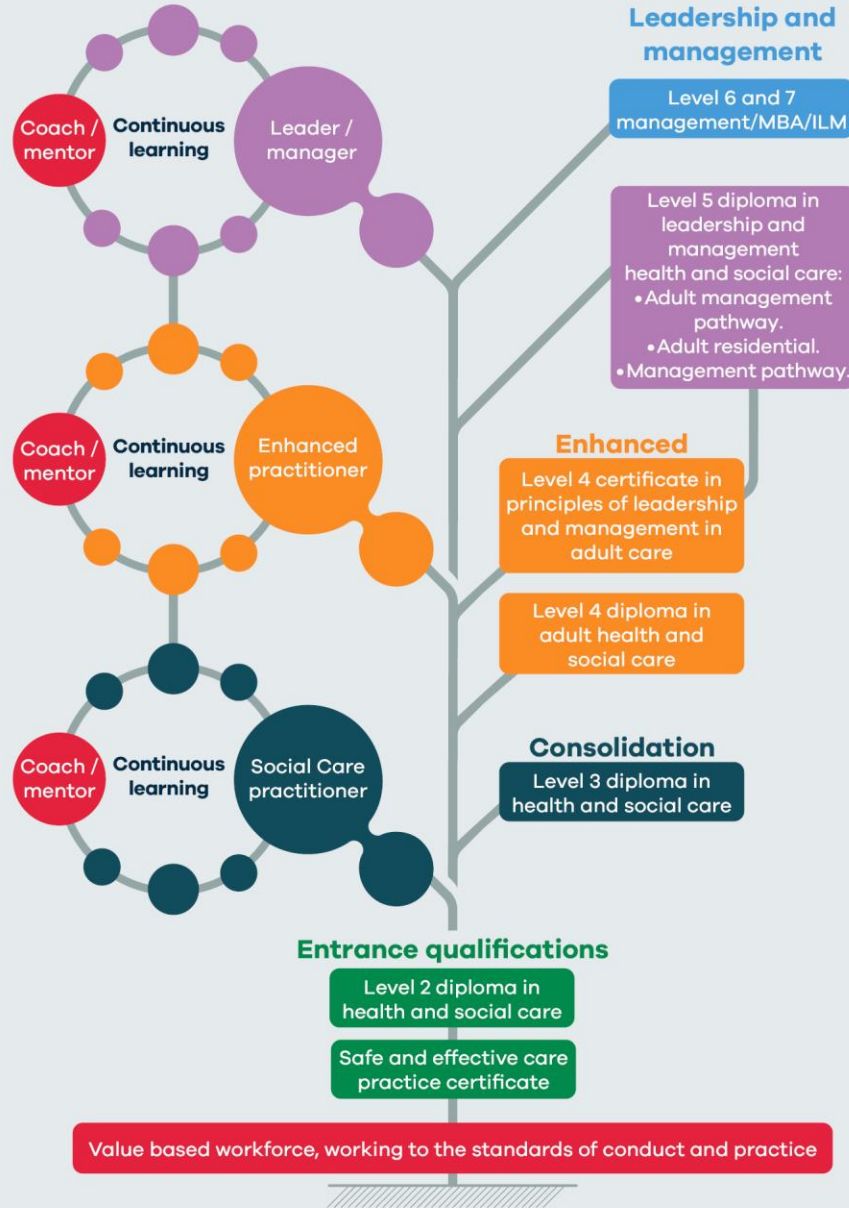 Leadership and
management
Level 6 and 7
management/MBA/ILM
Coach /
mentor
Continuous
learning
Leader /
manager
Level 5 diploma in
leadership and
management
health and social care:
•Adult management
pathway.
•Adult residential.
•Management pathway.
Coach /
mentor
Continuous
learning
Enhanced
practitioner
Enhanced
Level 4 certificate in
principles of leadership
and management in
adult care
Level 4 diploma in
adult health and
social care
Coach /
mentor
Continuous
learning
Social Care
practitioner
Consolidation
Level 3 diploma in
health and social care
Entrance qualifications
Level 2 diploma in
health and social care
Safe and effective care
practice certificate
Value based workforce, working to the standards of conduct and practice